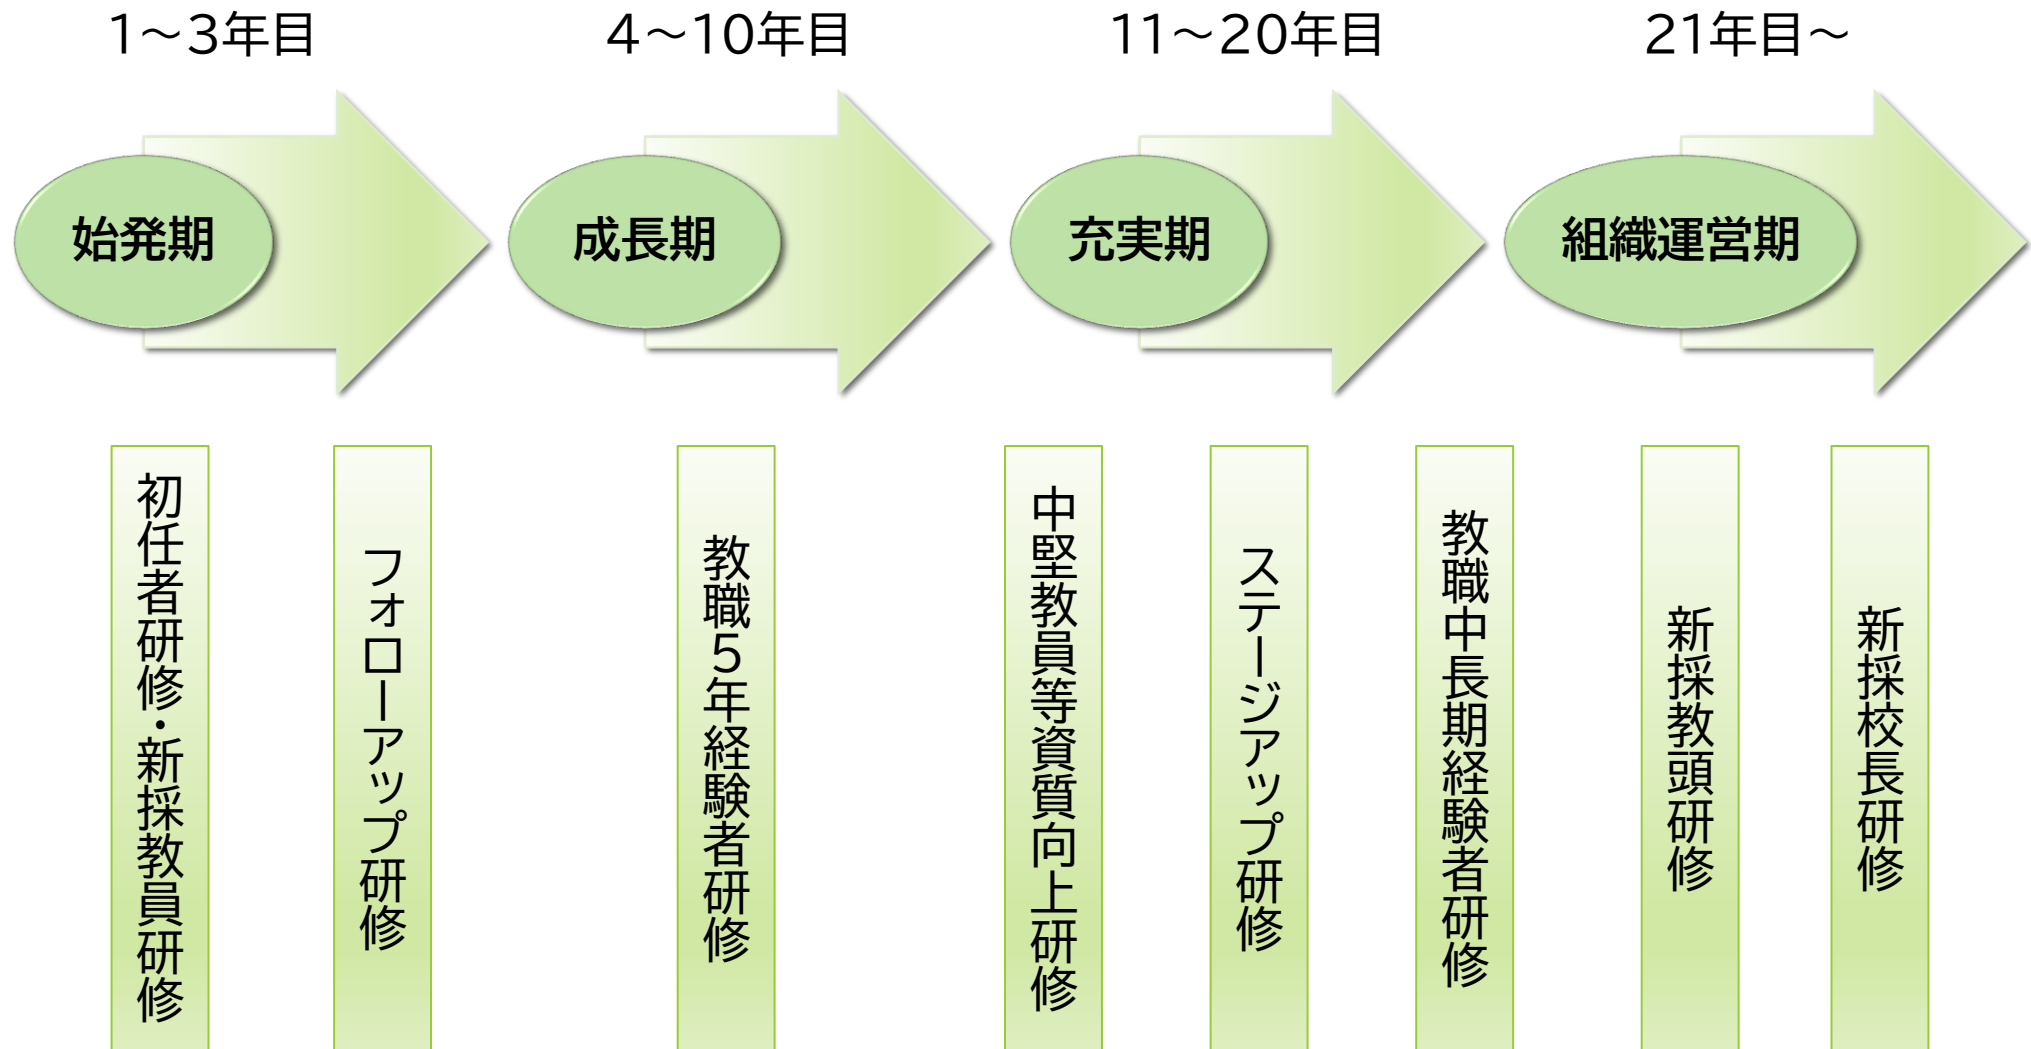 1～3年目
4～10年目
11～20年目
21年目～
始発期
成長期
充実期
組織運営期
初任者研修・新採教員研修
フォローアップ研修
教職5年経験者研修
中堅教員等資質向上研修
ステージアップ研修
教職中長期経験者研修
新採教頭研修
新採校長研修